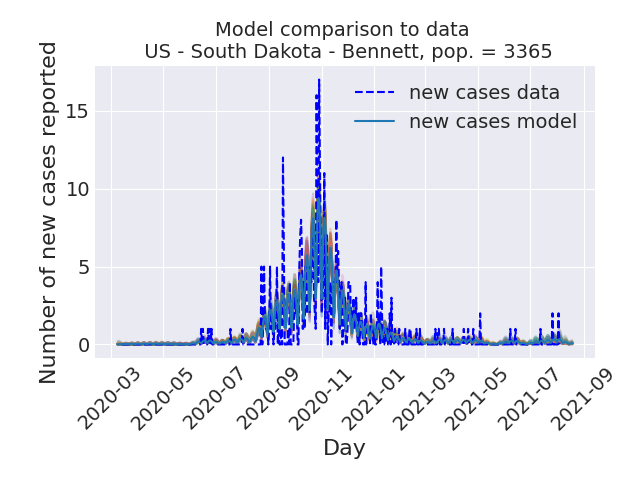 Model comparison to data
US - South Dakota - Bennett, pop. = 3365
Number of new cases reported
15
10
5
0
new cases data
new cases model
2020-03
2020-05
2020-07
2020-09
2020-11
2021-01
2021-03
2021-05
2021-07
2021-09
Day